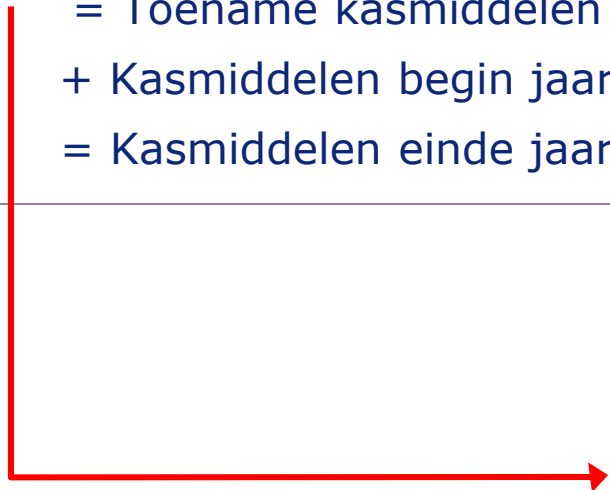 = Toename kasmiddelen
+ Kasmiddelen begin jaar
= Kasmiddelen einde jaar